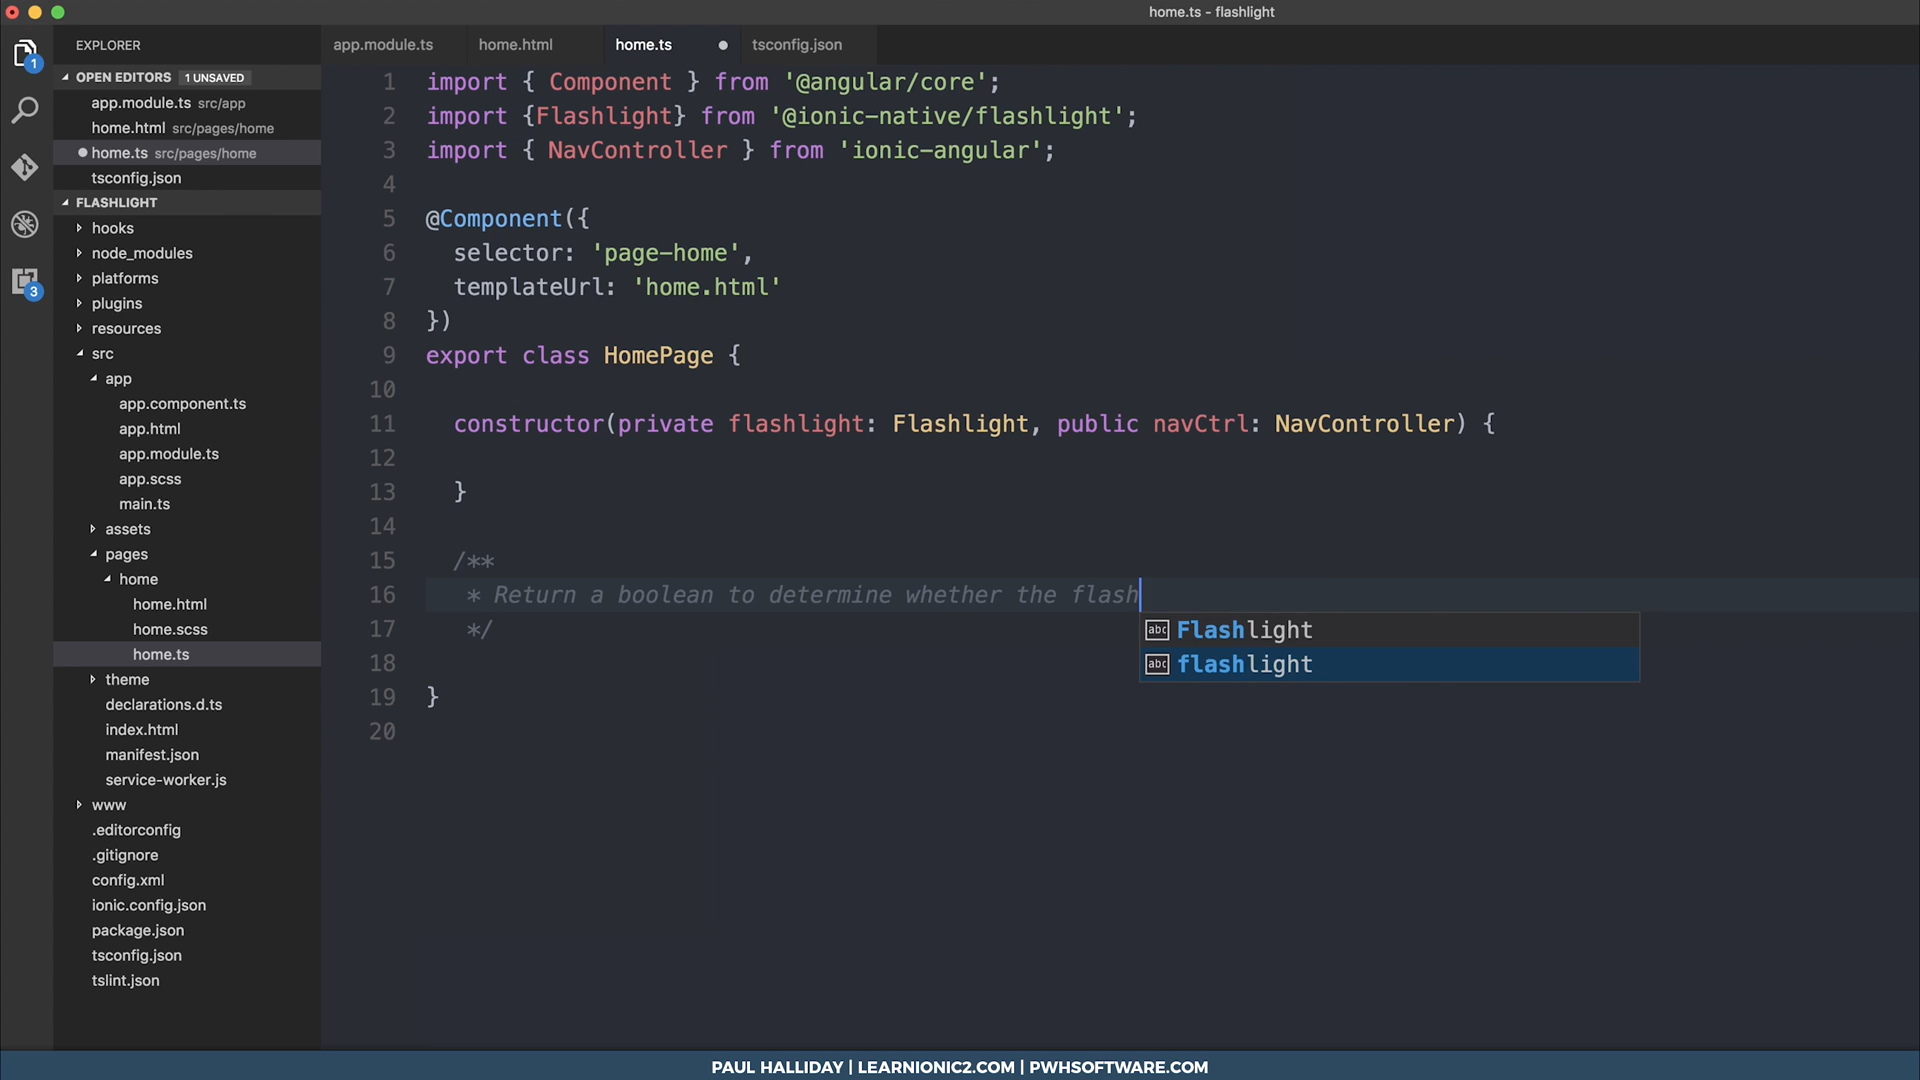 home.ts - flashlight
EXPLORER
OPEN EDITORS 1 UNSAVED
app.module.ts src/app
home.html src/pages/home
home.ts src/pages/home
tsconfig.json
FLASHLIGHT
hooks
node_modules
platforms
plugins
resources
src
app
app.component.ts
app.html
app.module.ts
app.scss
main.ts
assets
pages
home
home.html
home.scss
home.ts
theme
declarations.d.ts
index.html
manifest.json
service-worker.js
www
.editorconfig
.gitignore
config.xml
ionic.config.json
package.json
tsconfig.json
tslint.json
1
3
app.module.ts home.html home.ts tsconfig.json
1 import { Component } from '@angular/core';
2 import {Flashlight} from '@ionic-native/flashlight';
3 import { NavController } from 'ionic-angular';
4
5 @Component({
6 selector: 'page-home',
7 templateUrl: 'home.html'
8 })
9 export class HomePage {
10
11 constructor(private flashlight: Flashlight, public navCtrl: NavController) {
12
13 }
14
15 /**
16 * Return a boolean to determine whether the flash
17 */
18
19 }
20
abc Flashlight
abc flashlight
PAUL HALLIDAY | LEARNIONIC2.COM | PWHSOFTWARE.COM